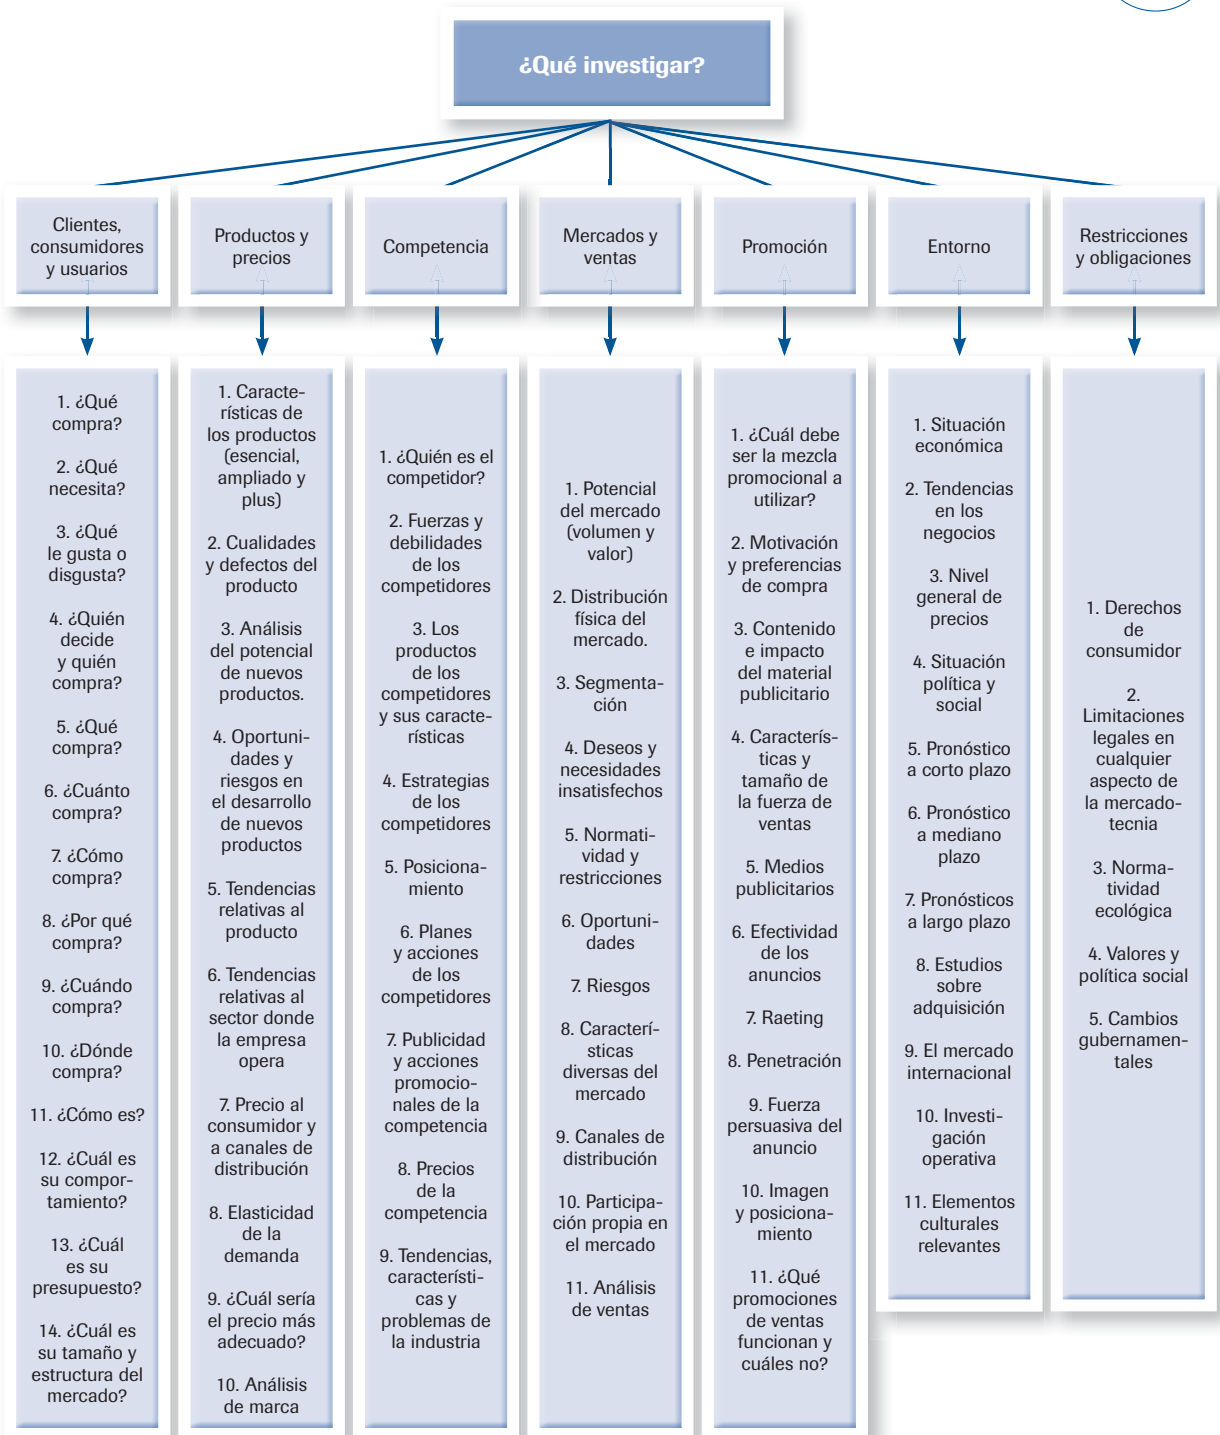 ¿Qué investigar?
Clientes,
consumidores
y usuarios
Productos y
precios
Competencia
Mercados y
ventas
Promoción
Entorno
Restricciones
y obligaciones
1. ¿Qué
compra?
2. ¿Qué
necesita?
3. ¿Qué
le gusta o
disgusta?
4. ¿Quién
decide
y quién
compra?
5. ¿Qué
compra?
6. ¿Cuánto
compra?
7. ¿Cómo
compra?
8. ¿Por qué
compra?
9. ¿Cuándo
compra?
10. ¿Dónde
compra?
11. ¿Cómo es?
12. ¿Cuál es
su compor-
tamiento?
13. ¿Cuál
es su
presupuesto?
14. ¿Cuál es
su tamaño y
estructura del
mercado?
1. Caracte-
rísticas de
los productos
(esencial,
ampliado y
plus)
2. Cualidades
y defectos del
producto
3. Análisis
del potencial
de nuevos
productos.
4. Oportuni-
dades y
riesgos en
el desarrollo
de nuevos
productos
5. Tendencias
relativas al
producto
6. Tendencias
relativas al
sector donde
la empresa
opera
7. Precio al
consumidor y
a canales de
distribución
8. Elasticidad
de la
demanda
9. ¿Cuál sería
el precio más
adecuado?
10. Análisis
de marca
1. ¿Quién es el
competidor?
2. Fuerzas y
debilidades
de los
competidores
3. Los
productos
de los
competidores
y sus caracte-
rísticas
4. Estrategias
de los
competidores
5. Posiciona-
miento
6. Planes
y acciones
de los
competidores
7. Publicidad
y acciones
promocio-
nales de la
competencia
8. Precios
de la
competencia
9. Tendencias,
característi-
cas y
problemas de
la industria
1. Potencial
del mercado
(volumen y
valor)
2. Distribución
física del
mercado.
3. Segmenta-
ción
4. Deseos y
necesidades
insatisfechos
5. Normati-
vidad y
restricciones
6. Oportuni-
dades
7. Riesgos
8. Caracterí-
sticas
diversas del
mercado
9. Canales de
distribución
10. Participa-
ción propia en
el mercado
11. Análisis
de ventas
1. ¿Cuál debe
ser la mezcla
promocional a
utilizar?
2. Motivación
y preferencias
de compra
3. Contenido
e impacto
del material
publicitario
4. Caracterís-
ticas y
tamaño de
la fuerza de
ventas
5. Medios
publicitarios
6. Efectividad
de los
anuncios
7. Raeting
8. Penetración
9. Fuerza
persuasiva del
anuncio
10. Imagen
y posiciona-
miento
11. ¿Qué
promociones
de ventas
funcionan y
cuáles no?
1. Situación
económica
2. Tendencias
en los
negocios
3. Nivel
general de
precios
4. Situación
política y
social
5. Pronóstico
a corto plazo
6. Pronóstico
a mediano
plazo
7. Pronósticos
a largo plazo
8. Estudios
sobre
adquisición
9. El mercado
internacional
10. Investi-
gación
operativa
11. Elementos
culturales
relevantes
1. Derechos
de
consumidor
2.
Limitaciones
legales en
cualquier
aspecto de
la mercado-
tecnia
3. Norma-
tividad
ecológica
4. Valores y
política social
5. Cambios
gubernamen-
tales